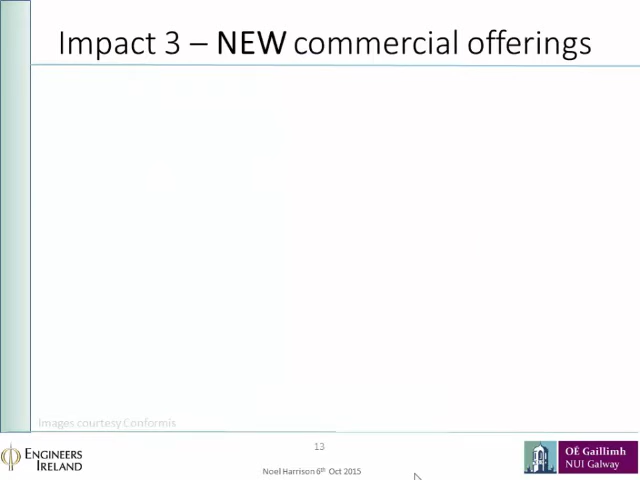 Impact 3 – NEW commercial offerings
Images courtesy Conformis
13
Noel Harrison 6th Oct 2015
ENGINEERS
IRELAND
OÉ Gaillimh
NUI Galway